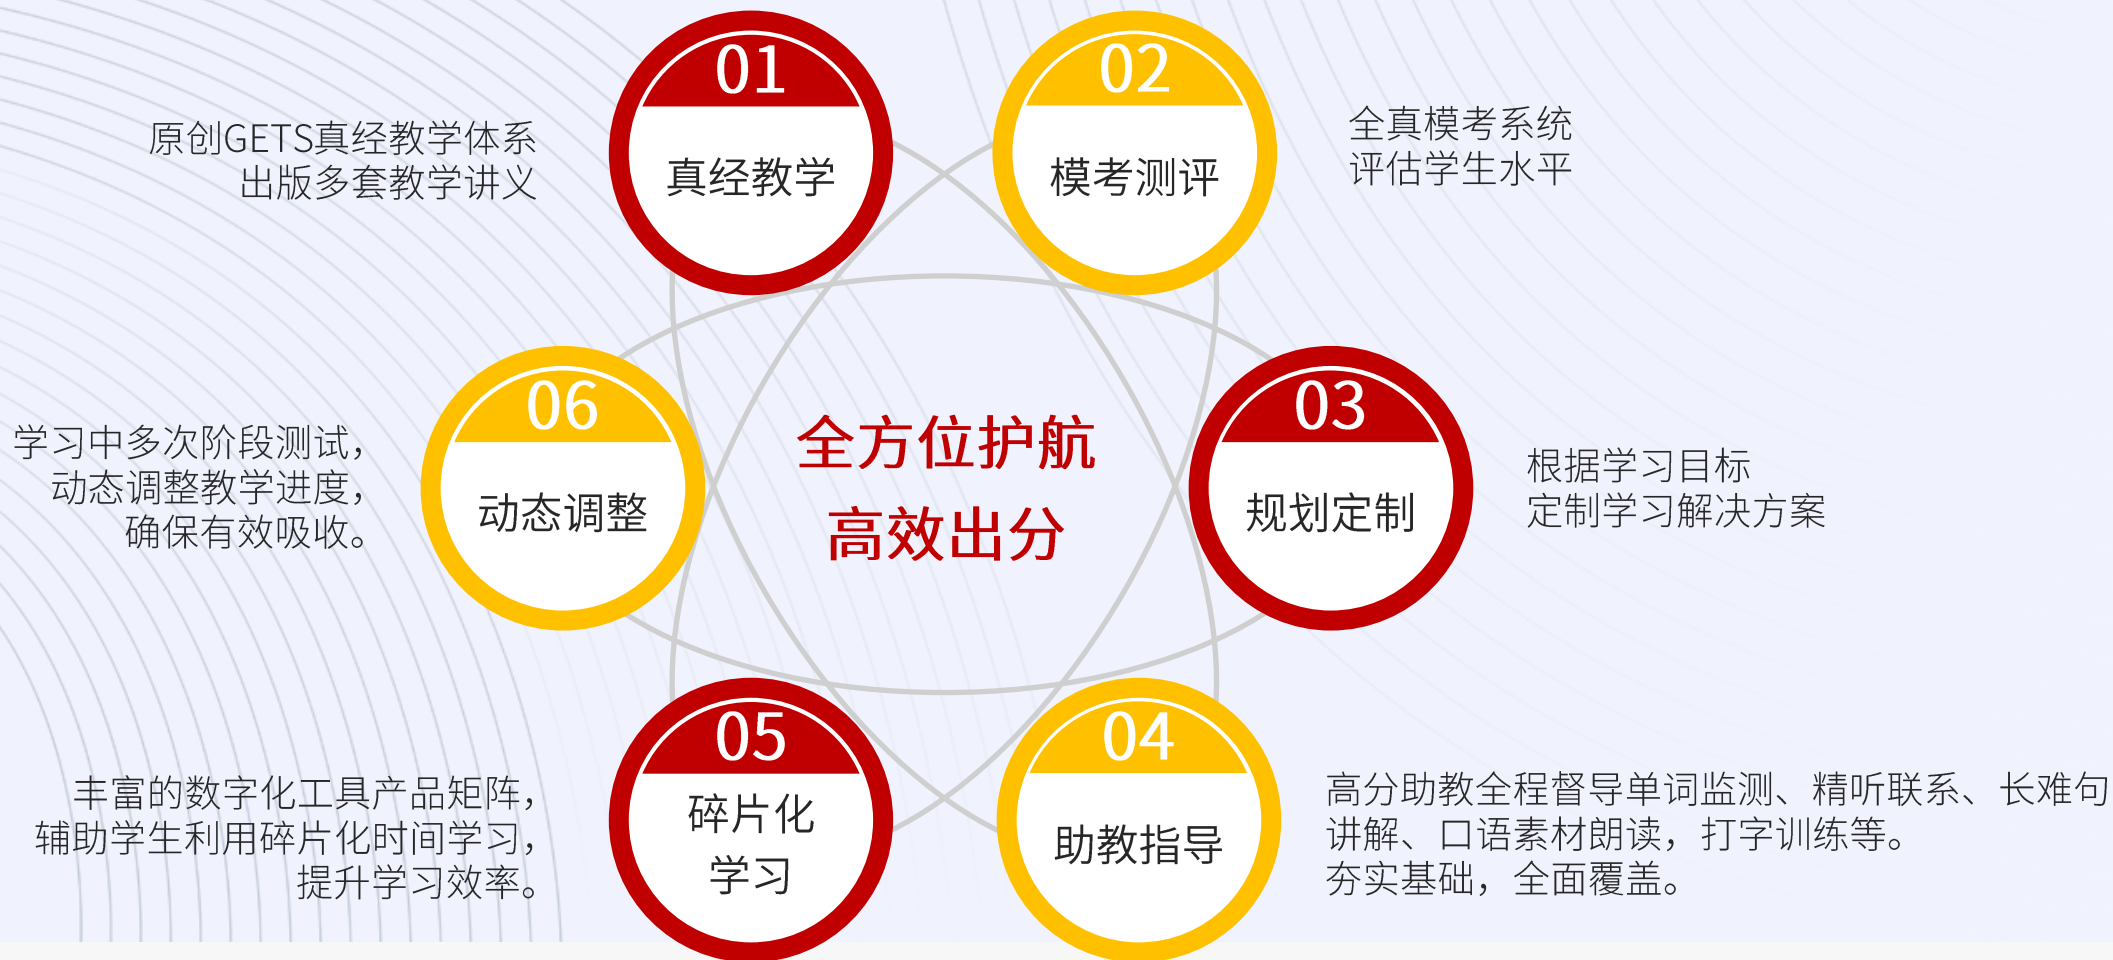 01
真经教学
原创GETS真经教学体系
出版多套教学讲义
02
模考测评
全真模考系统
评估学生水平
03
规划定制
根据学习目标
定制学习解决方案
04
助教指导
高分助教全程督导单词监测、精听联系、长难句
讲解、口语素材朗读，打字训练等。
夯实基础，全面覆盖。
05
碎片化
学习
丰富的数字化工具产品矩阵，
辅助学生利用碎片化时间学习，
提升学习效率。
06
动态调整
学习中多次阶段测试，
动态调整教学进度，
确保有效吸收。
全方位护航
高效出分